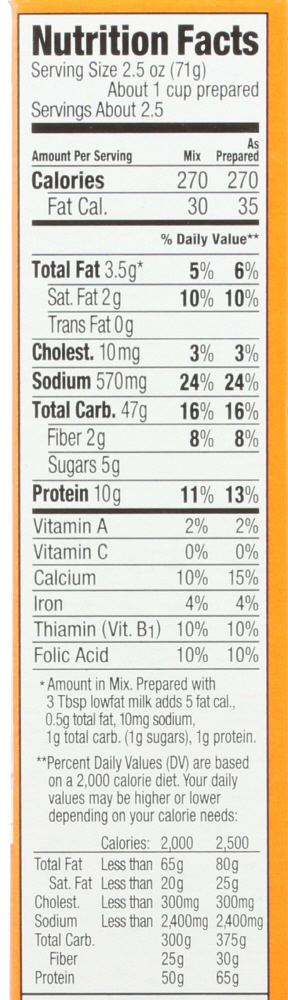 Nutrition Facts
Serving Size 2.5 oz (71g)
About 1 cup prepared
Servings About 2.5
Amount Per Serving Mix As Prepared
Calories 270 270
Fat Cal. 30 35
% Daily Value**
Total Fat 3.5g* 5% 6%
Sat. Fat 2g 10% 10%
Trans Fat 0g
Cholest. 10mg 3% 3%
Sodium 570mg 24% 24%
Total Carb. 47g 16% 16%
Fiber 2g 8% 8%
Sugars 5g
Protein 10g 11% 13%
Vitamin A 2% 2%
Vitamin C 0% 0%
Calcium 10% 15%
Iron 4% 4%
Thiamin (Vit. B1) 10% 10%
Folic Acid 10% 10%
* Amount in Mix. Prepared with
3 Tbsp lowfat milk adds 5 fat cal.,
0.5g total fat, 10mg sodium,
1g total carb. (1g sugars), 1g protein.
**Percent Daily Values (DV) are based
on a 2,000 calorie diet. Your daily
values may be higher or lower
depending on your calorie needs:
Calories: 2,000 2,500
Total Fat Less than 65g 80g
Sat. Fat Less than 20g 25g
Cholest. Less than 300mg 300mg
Sodium Less than 2,400mg 2,400mg
Total Carb. 300g 375g
Fiber 25g 30g
Protein 50g 65g